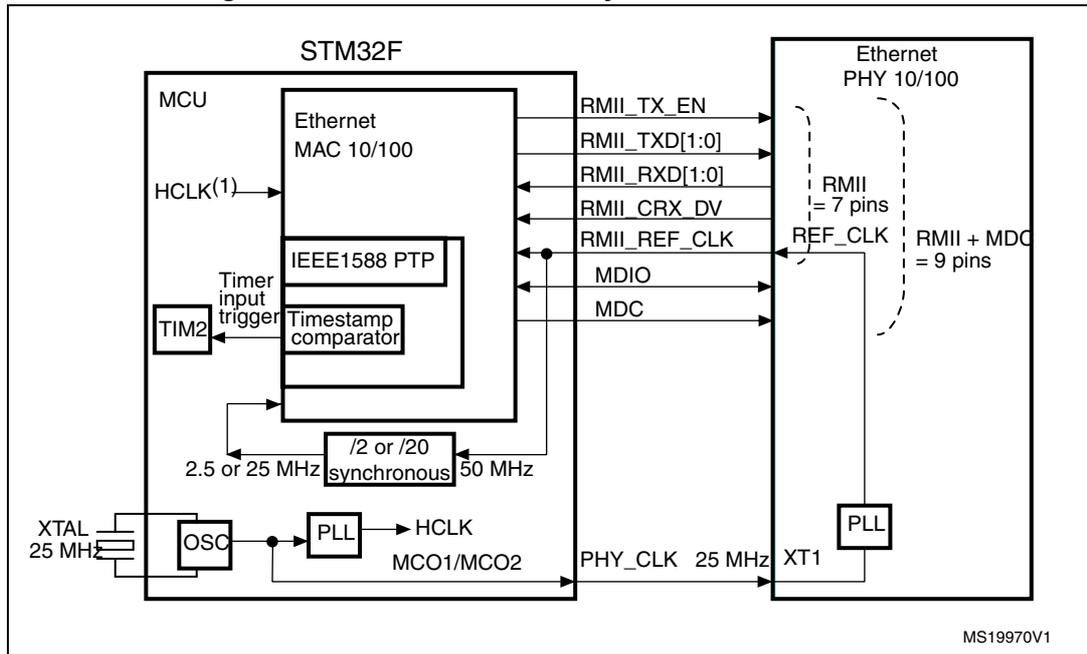 STM32F
MCU
Ethernet
MAC 10/100
HCLK(1)
IEEE1588 PTP
Timer
input
trigger
TIM2
Timestamp
comparator
/2 or /20
synchronous
2.5 or 25 MHz
50 MHz
XTAL
25 MHz
OSC
PLL
HCLK
MCO1/MCO2
PHY_CLK
25 MHz
XT1
RMII_TX_EN
RMII_TXD[1:0]
RMII_RXD[1:0]
RMII_CRX_DV
RMII_REF_CLK
MDIO
MDC
Ethernet
PHY 10/100
RMII
= 7 pins
REF_CLK
RMII + MDC
= 9 pins
PLL
MS19970V1